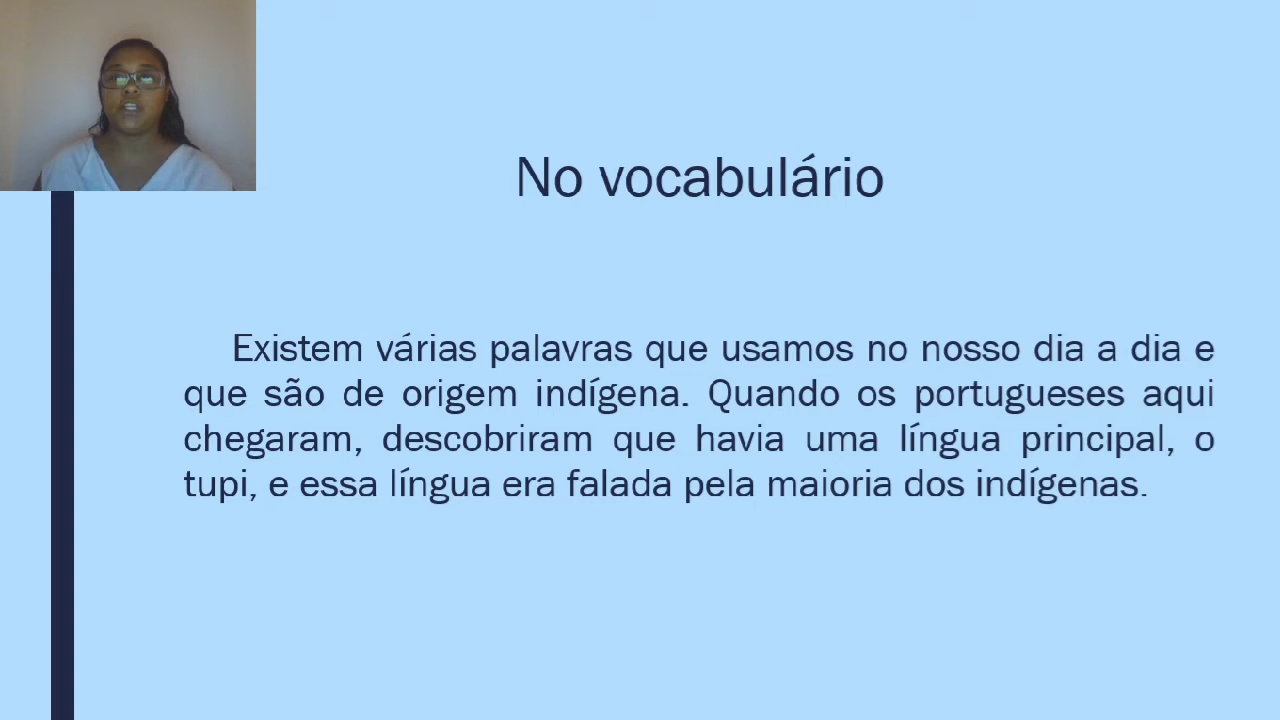 No vocabulário
Existem várias palavras que usamos no nosso dia a dia e
que são de origem indígena. Quando os portugueses aqui
chegaram, descobriram que havia uma língua principal, o
tupi, e essa língua era falada pela maioria dos indígenas.